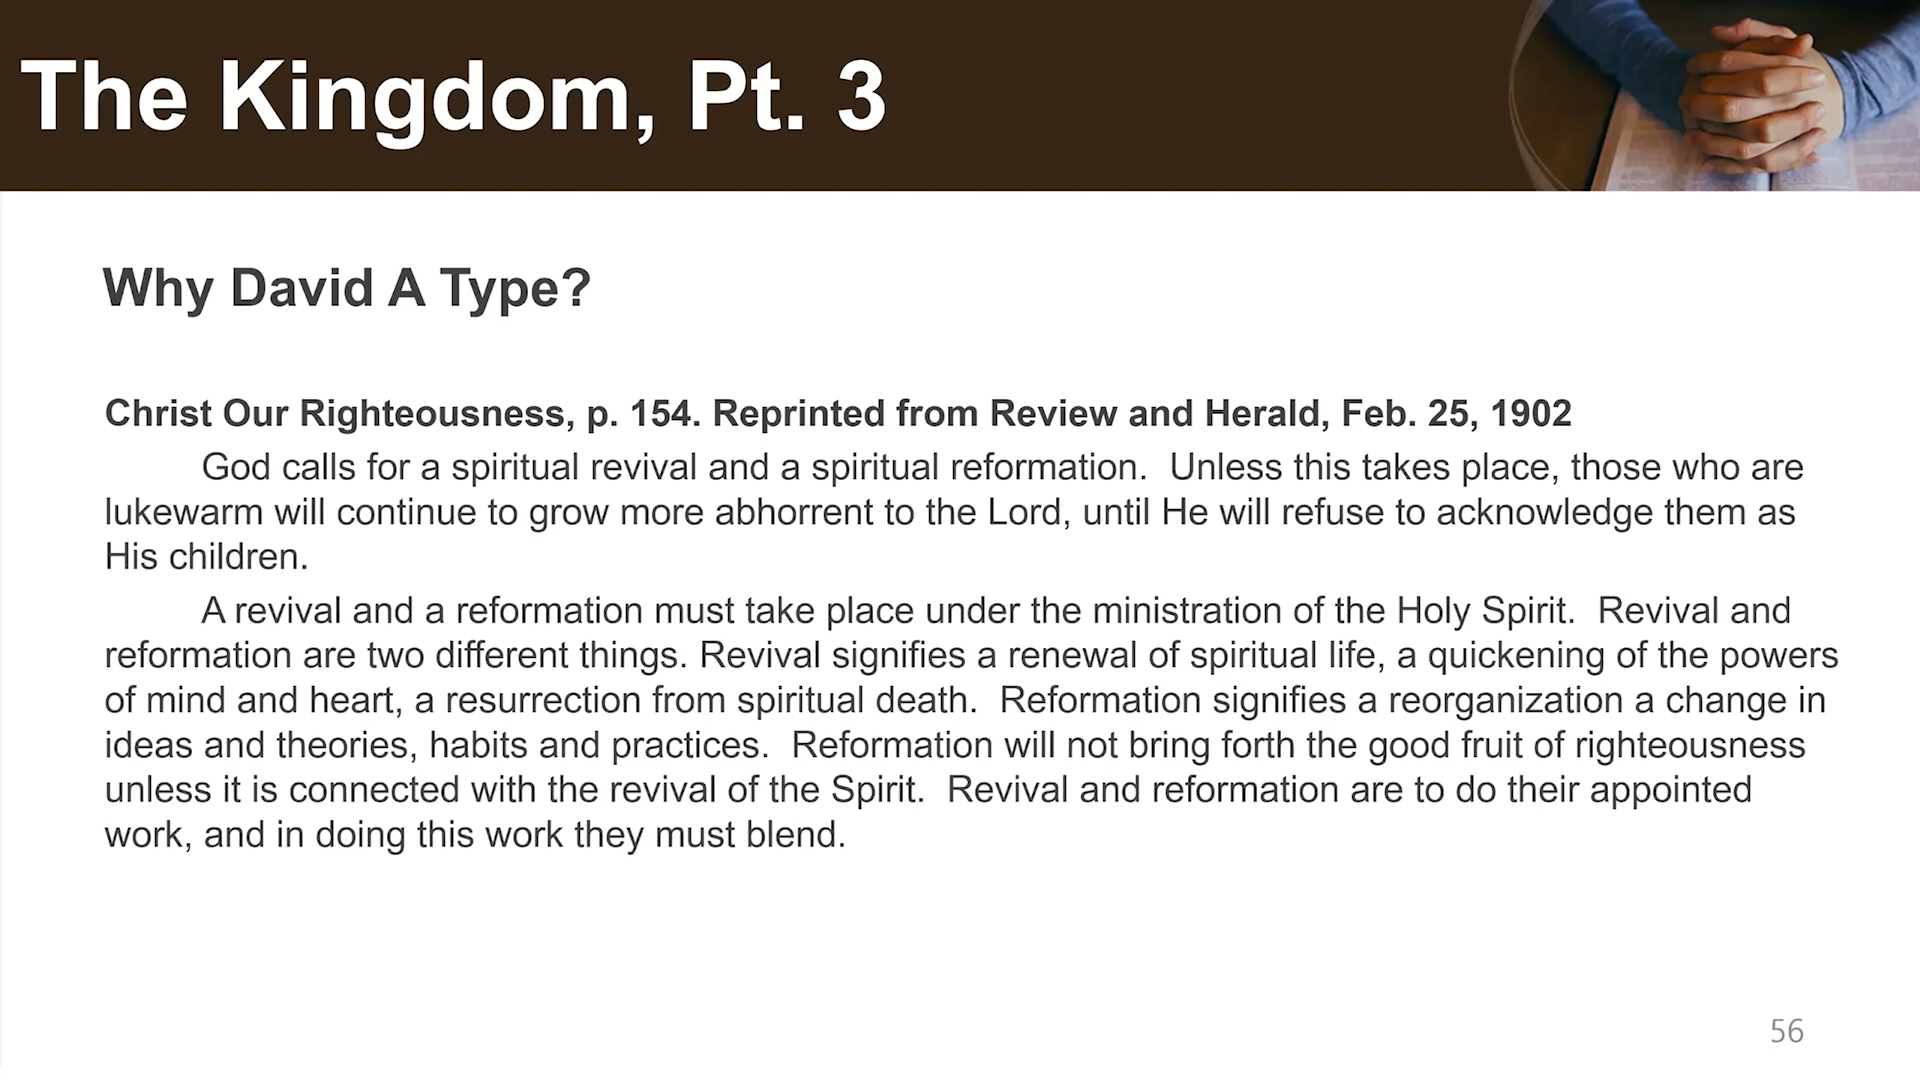 The Kingdom, Pt. 3
Why David A Type?
Christ Our Righteousness, p. 154. Reprinted from Review and Herald, Feb. 25, 1902
God calls for a spiritual revival and a spiritual reformation.  Unless this takes place, those who are
lukewarm will continue to grow more abhorrent to the Lord, until He will refuse to acknowledge them as
His children.
A revival and a reformation must take place under the ministration of the Holy Spirit.  Revival and
reformation are two different things. Revival signifies a renewal of spiritual life, a quickening of the powers
of mind and heart, a resurrection from spiritual death.  Reformation signifies a reorganization a change in
ideas and theories, habits and practices.  Reformation will not bring forth the good fruit of righteousness
unless it is connected with the revival of the Spirit.  Revival and reformation are to do their appointed
work, and in doing this work they must blend.
56